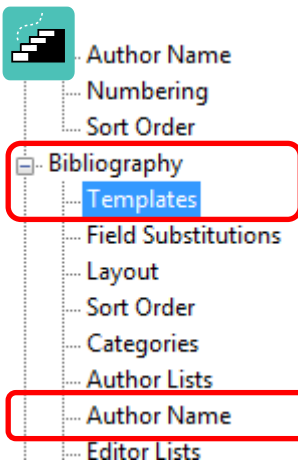 Author Name
Numbering
Sort Order
Bibliography
Templates
Field Substitutions
Layout
Sort Order
Categories
Author Lists
Author Name
Editor Lists